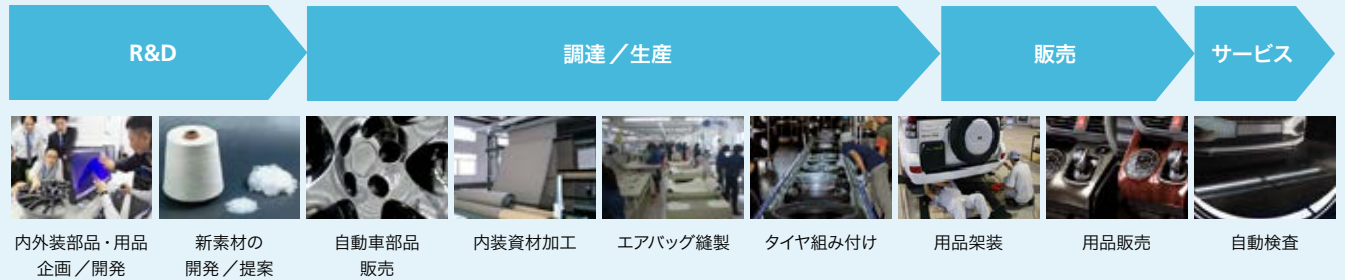 R&D
調達／生産
販売
サービス
内外装部品・用品
企画／開発
新素材の
開発／提案
自動車部品
販売
内装資材加工
エアバッグ縫製
タイヤ組み付け
用品架装
用品販売
自動検査